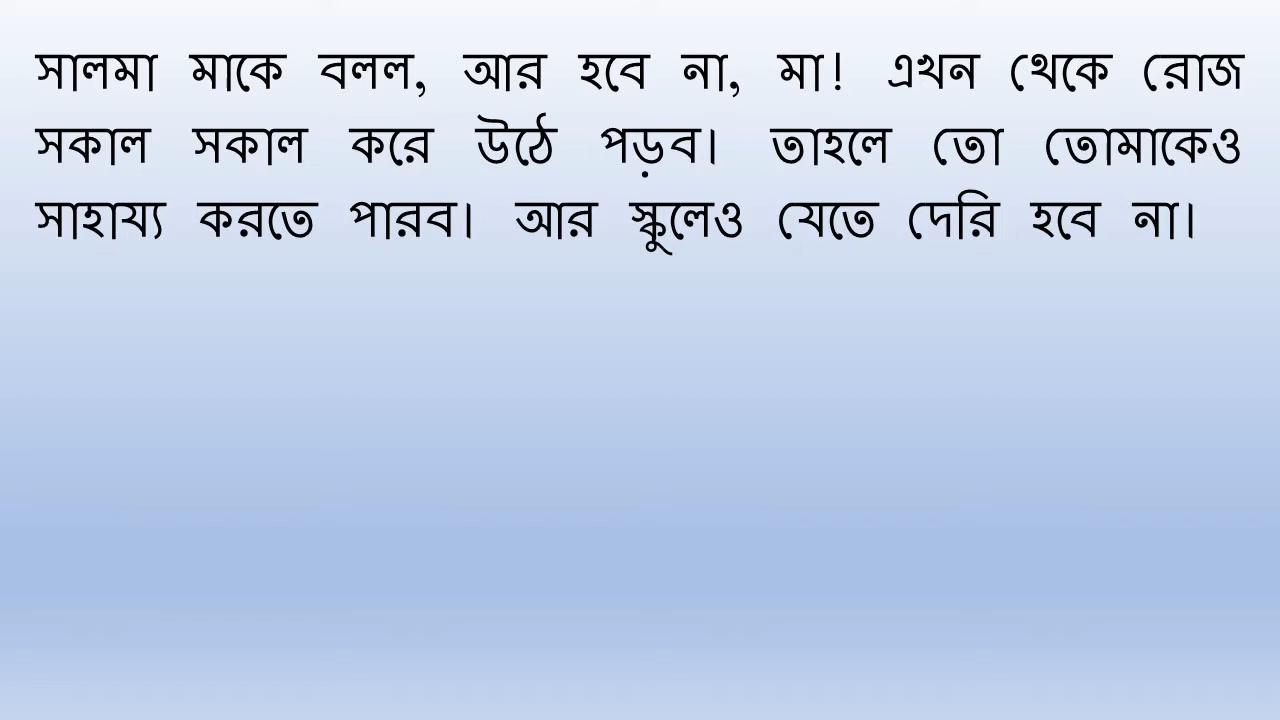 সালমা মাকে বলল, আর হবে না, মা! এখন থেকে রোজ
সকাল সকাল করে উঠে পড়ব। তাহলে তো তোমাকেও
সাহায্য করতে পারব। আর স্কুলেও যেতে দেরি হবে না।